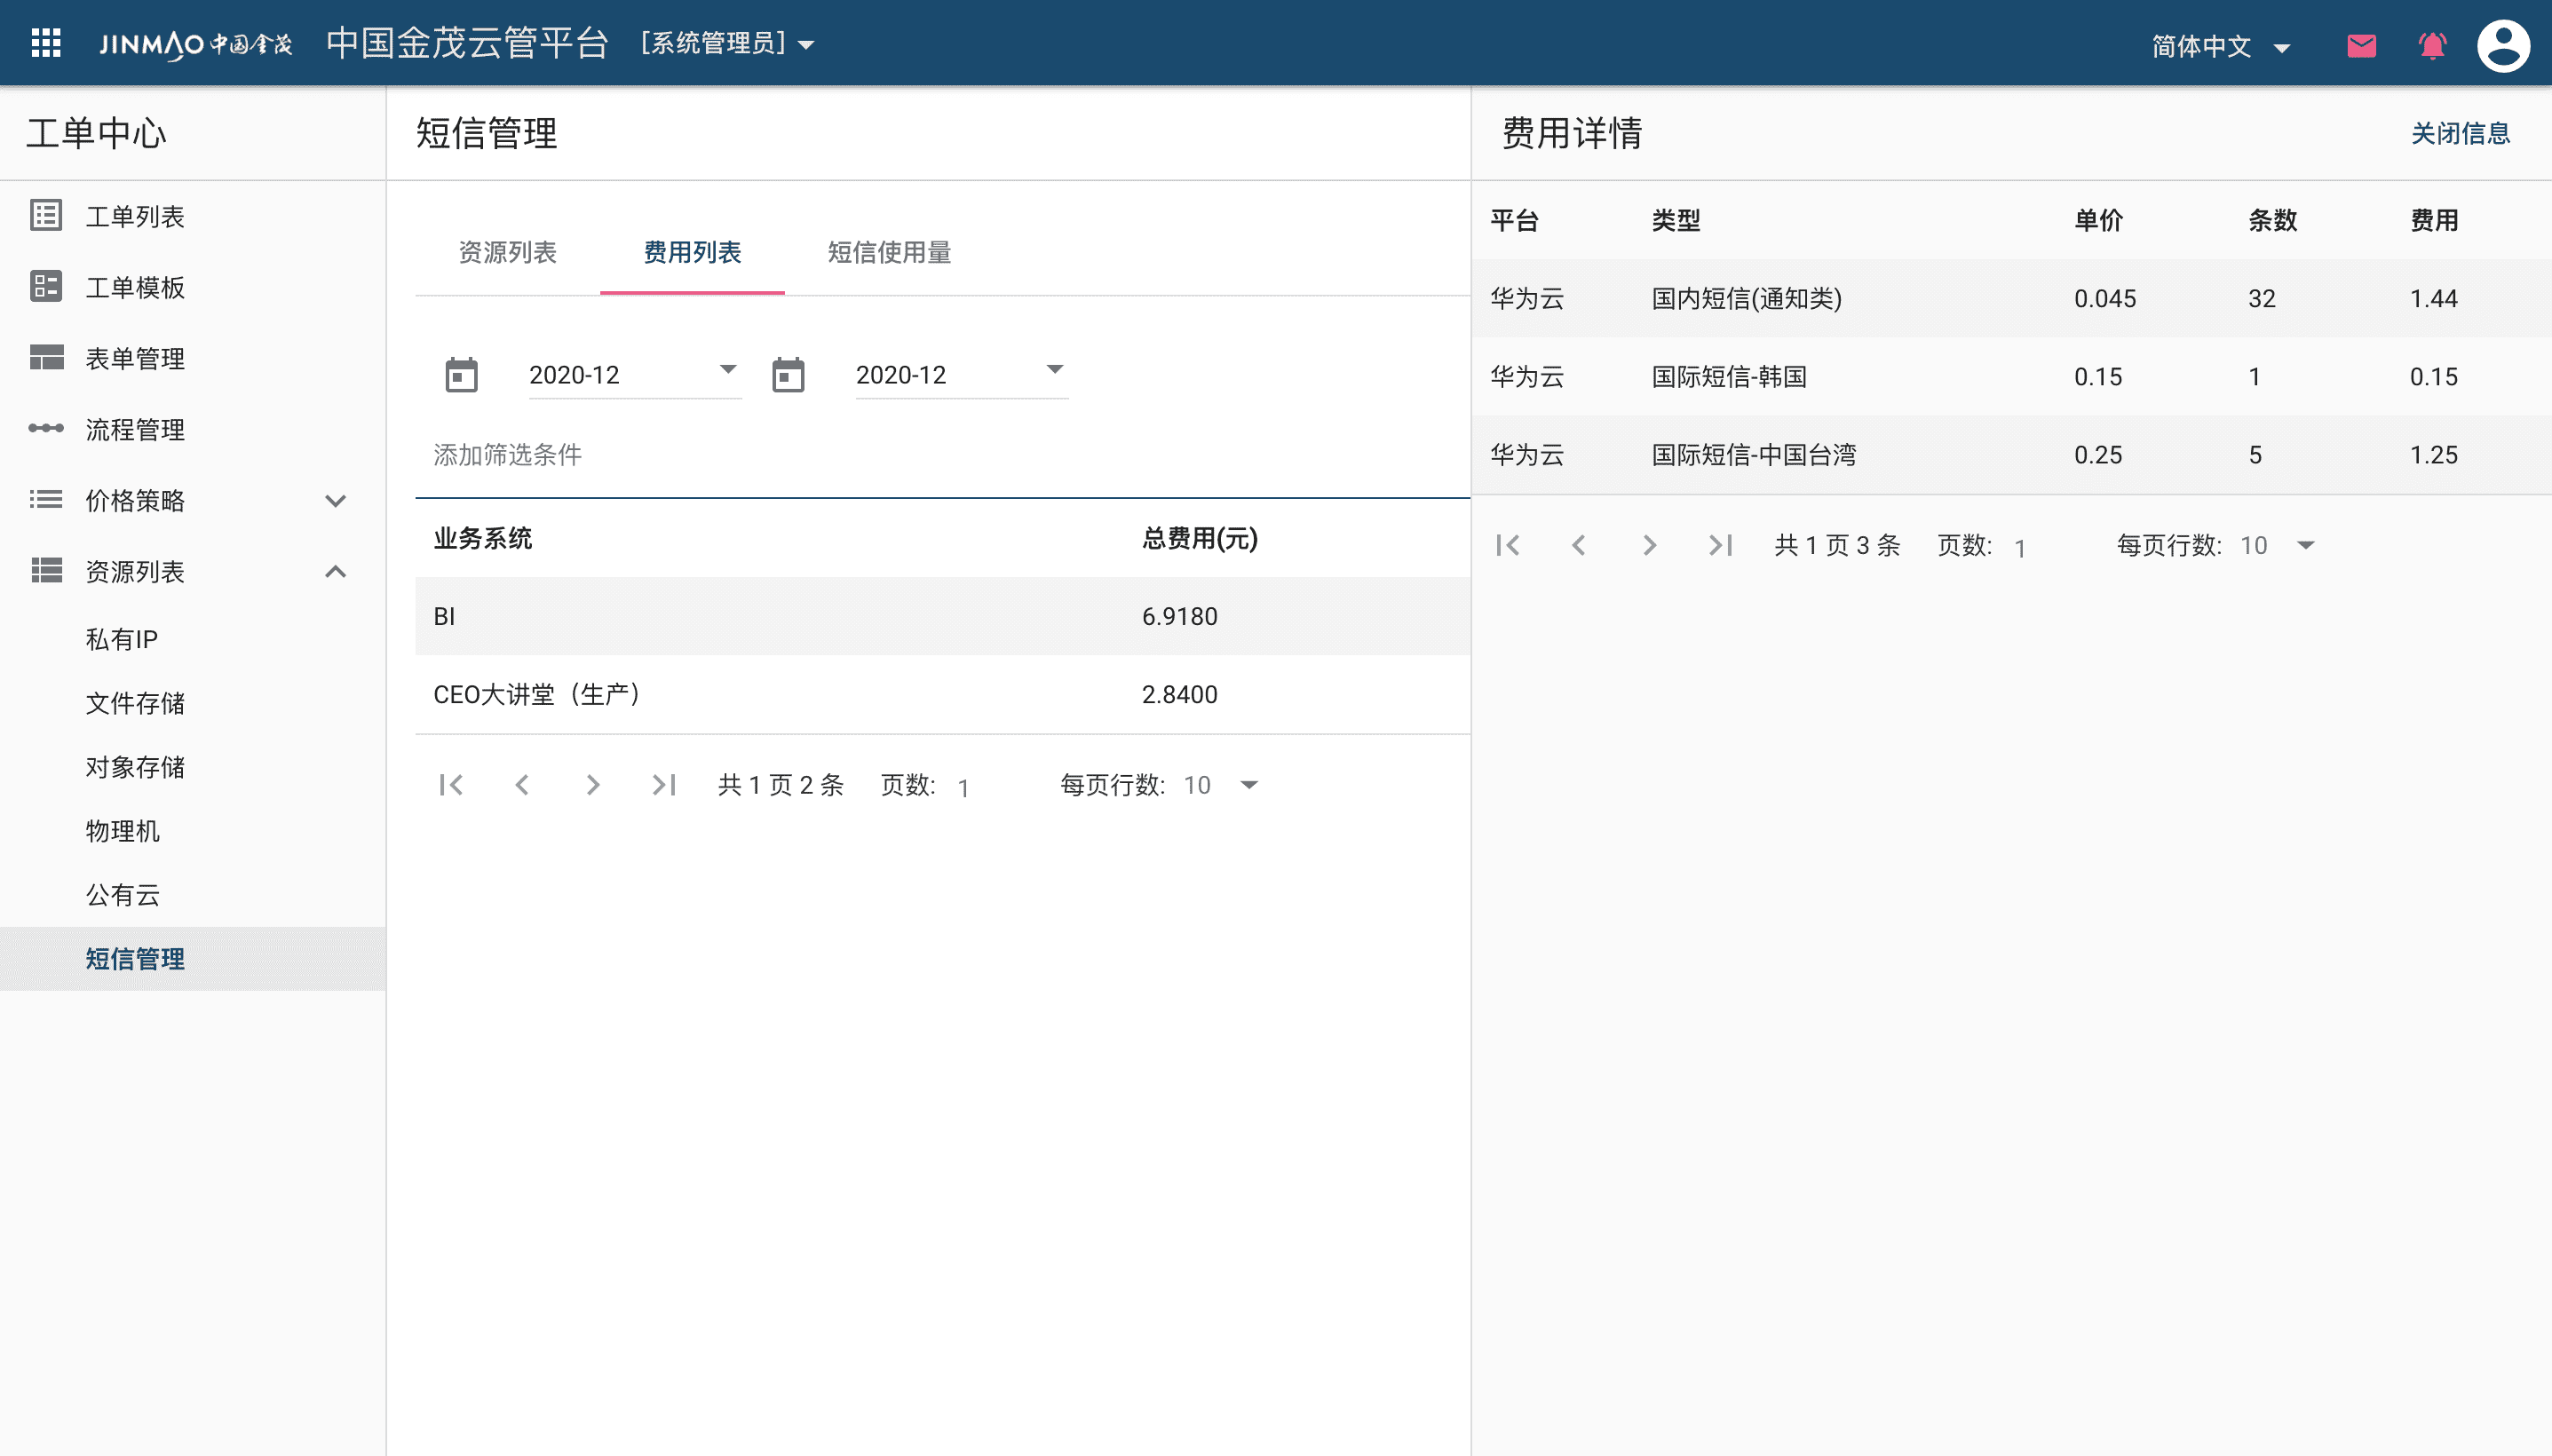 JINMAO 中国金茂 中国金茂云管平台 [系统管理员] 简体中文
工单中心
工单列表
工单模板
表单管理
流程管理
价格策略
资源列表
私有IP
文件存储
对象存储
物理机
公有云
短信管理
短信管理
资源列表 费用列表 短信使用量
2020-12 2020-12
添加筛选条件
业务系统 总费用(元)
BI 6.9180
CEO大讲堂（生产） 2.8400
共 1 页 2 条 页数: 1 每页行数: 10
费用详情 关闭信息
平台 类型 单价 条数 费用
华为云 国内短信(通知类) 0.045 32 1.44
华为云 国际短信-韩国 0.15 1 0.15
华为云 国际短信-中国台湾 0.25 5 1.25
共 1 页 3 条 页数: 1 每页行数: 10